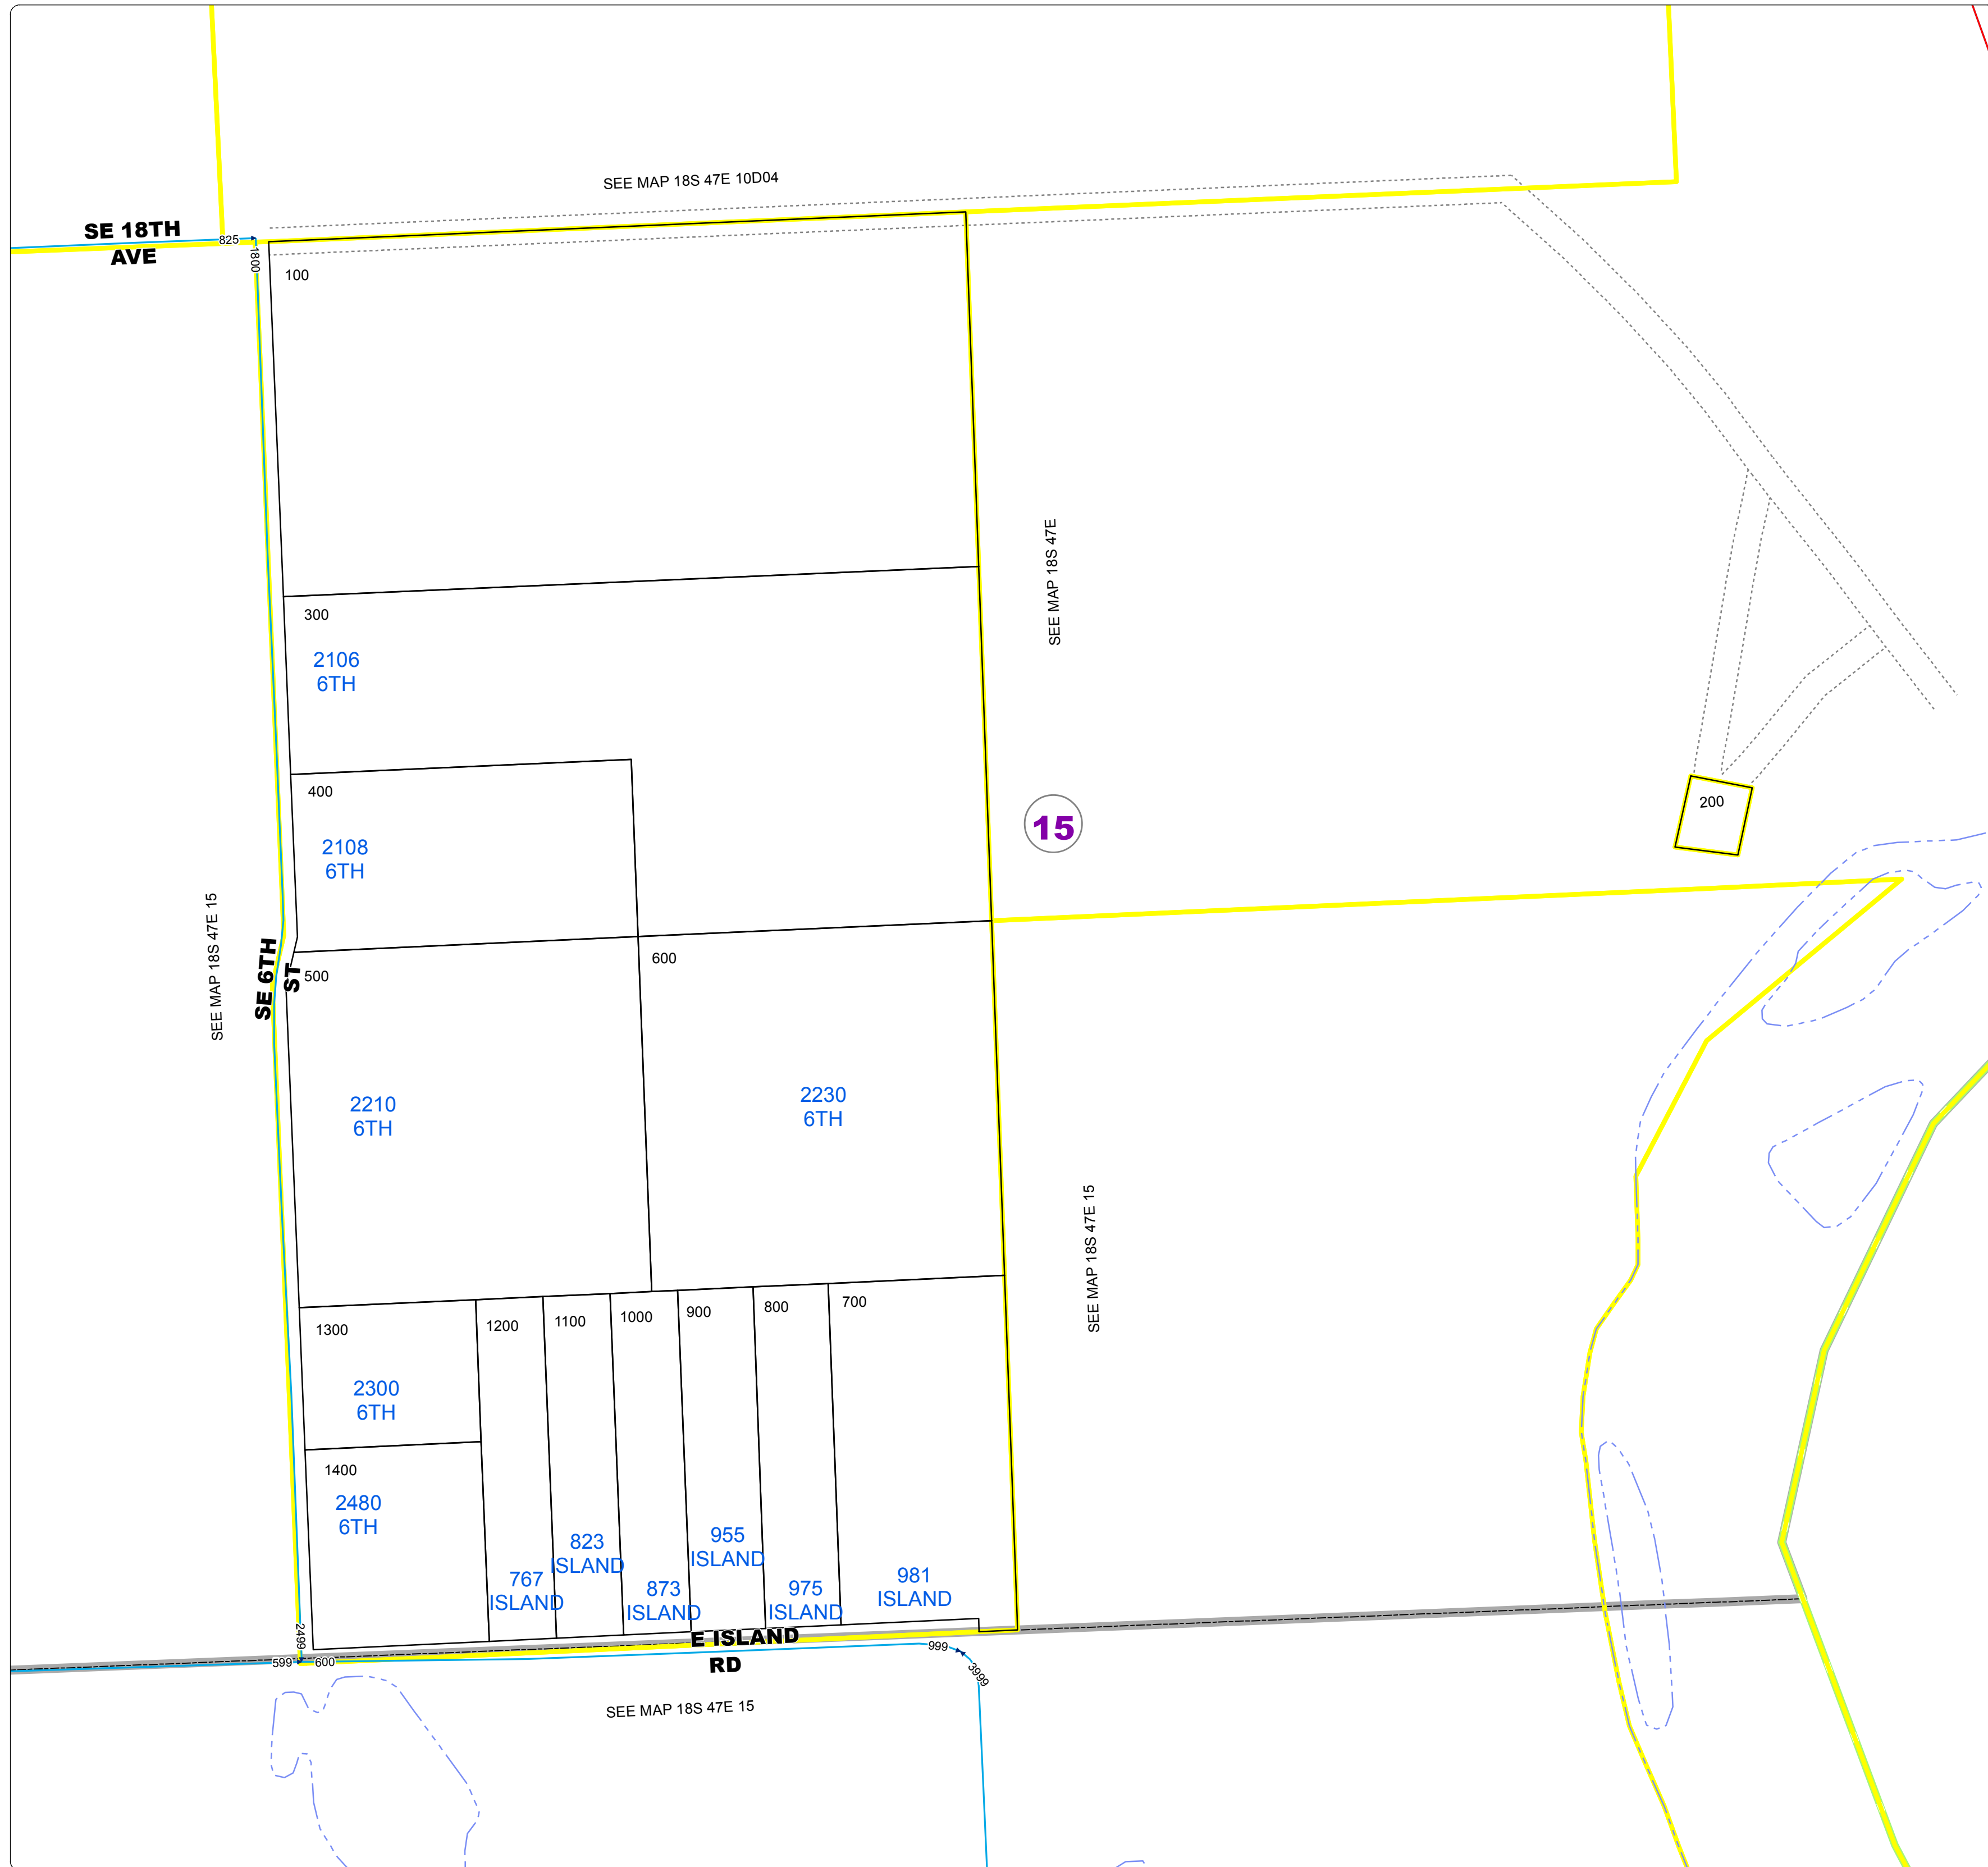 SEE MAP 18S 47E 10D04
SE 18TH
AVE
825
1800
100
300
2106
6TH
SEE MAP 18S 47E
400
2108
6TH
15
200
SEE MAP 18S 47E 15
SE 6TH
ST
500
600
2210
6TH
2230
6TH
SEE MAP 18S 47E 15
1300
1200
1100
1000
900
800
700
2300
6TH
1400
2480
6TH
767
ISLAND
823
ISLAND
873
ISLAND
955
ISLAND
975
ISLAND
981
ISLAND
2499
599
600
E ISLAND
RD
999
3999
SEE MAP 18S 47E 15